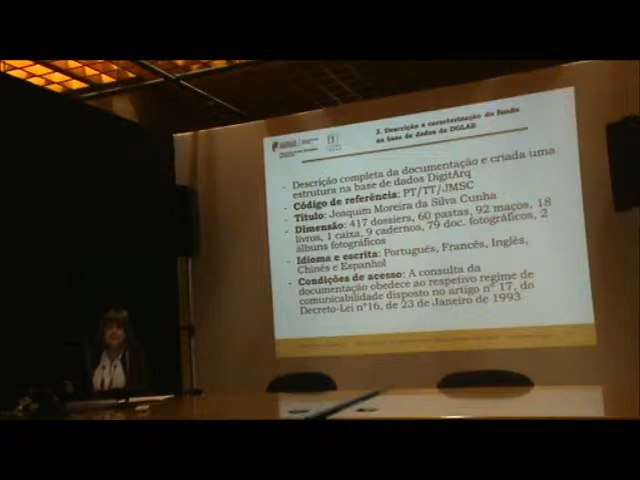 3. Descrição e caracterização do fundo
na base de dados da DGLAB
- Descrição completa da documentação e criada uma
estrutura na base de dados DigitArq
- Código de referência: PT/TT/JMSC
- Título: Joaquim Moreira da Silva Cunha
- Dimensão: 417 dossiers, 60 pastas, 92 maços, 18
livros, 1 caixa, 9 cadernos, 79 doc. fotográficos, 2
álbuns fotográficos
- Idioma e escrita: Português, Francês, Inglês,
Chinês e Espanhol
- Condições de acesso: A consulta da
documentação obedece ao respetivo regime de
comunicabilidade disposto no artigo nº 17, do
Decreto-Lei nº16, de 23 de Janeiro de 1993